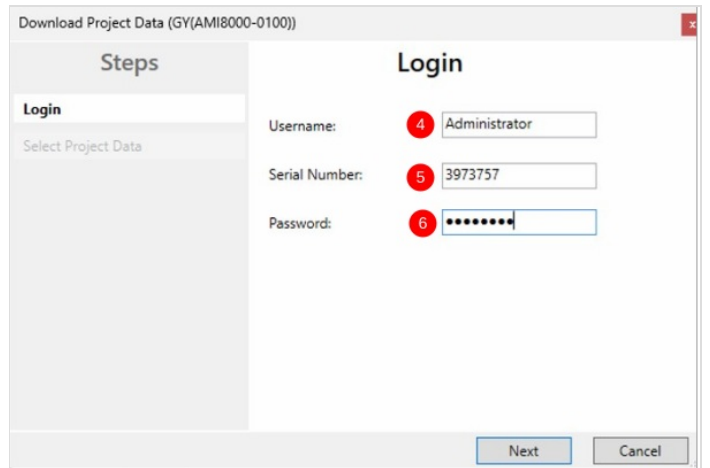 Download Project Data (GY(AMI8000-0100))
x
Steps
Login
Select Project Data
Login
Username:
4
Administrator
Serial Number:
5
3973757
Password:
6
••••••••
Next
Cancel